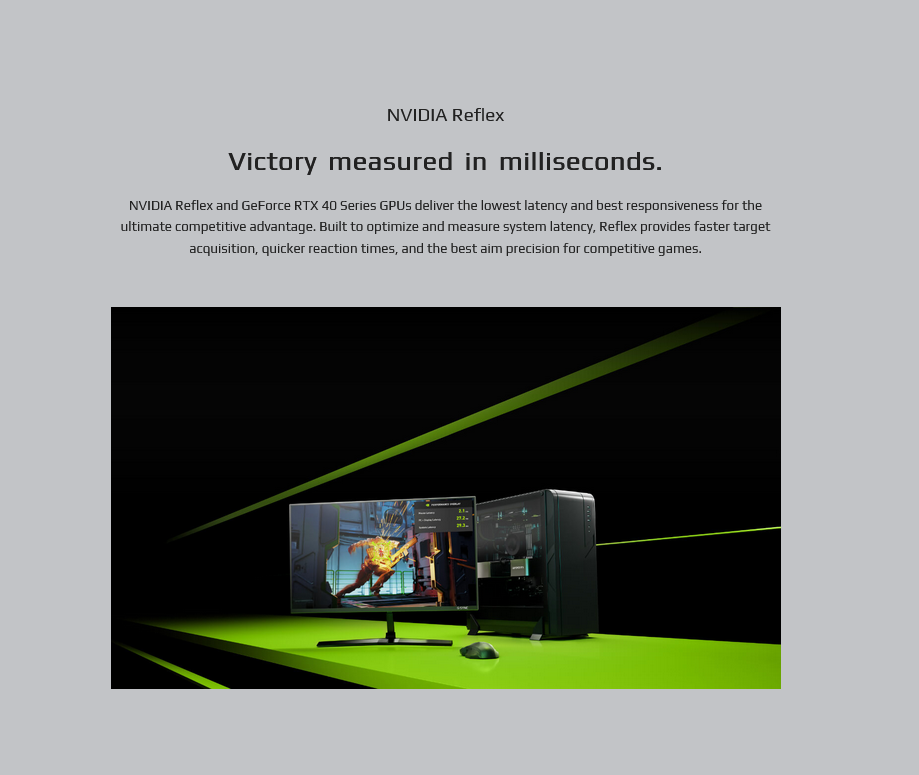 NVIDIA Reflex
Victory measured in milliseconds.
NVIDIA Reflex and GeForce RTX 40 Series GPUs deliver the lowest latency and best responsiveness for the
ultimate competitive advantage. Built to optimize and measure system latency, Reflex provides faster target
acquisition, quicker reaction times, and the best aim precision for competitive games.